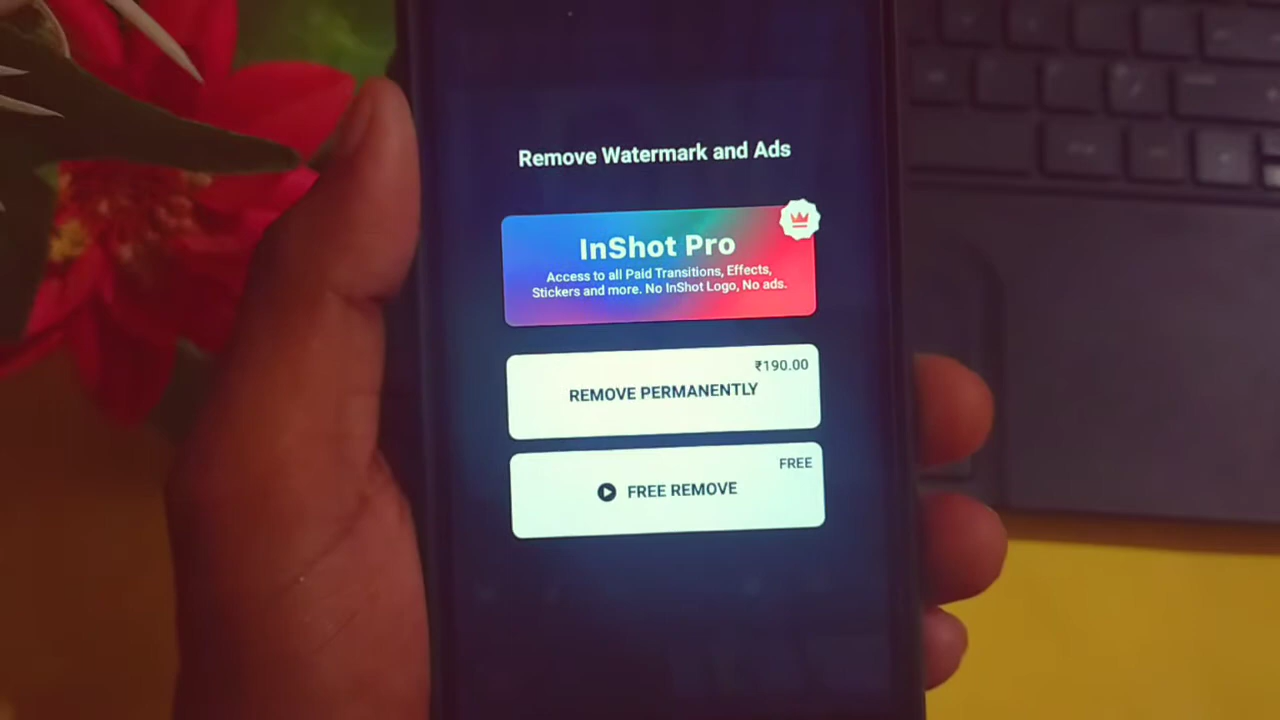 Remove Watermark and Ads
InShot Pro
Access to all Paid Transitions, Effects,
Stickers and more. No InShot Logo, No ads.
₹190.00
REMOVE PERMANENTLY
FREE
FREE REMOVE